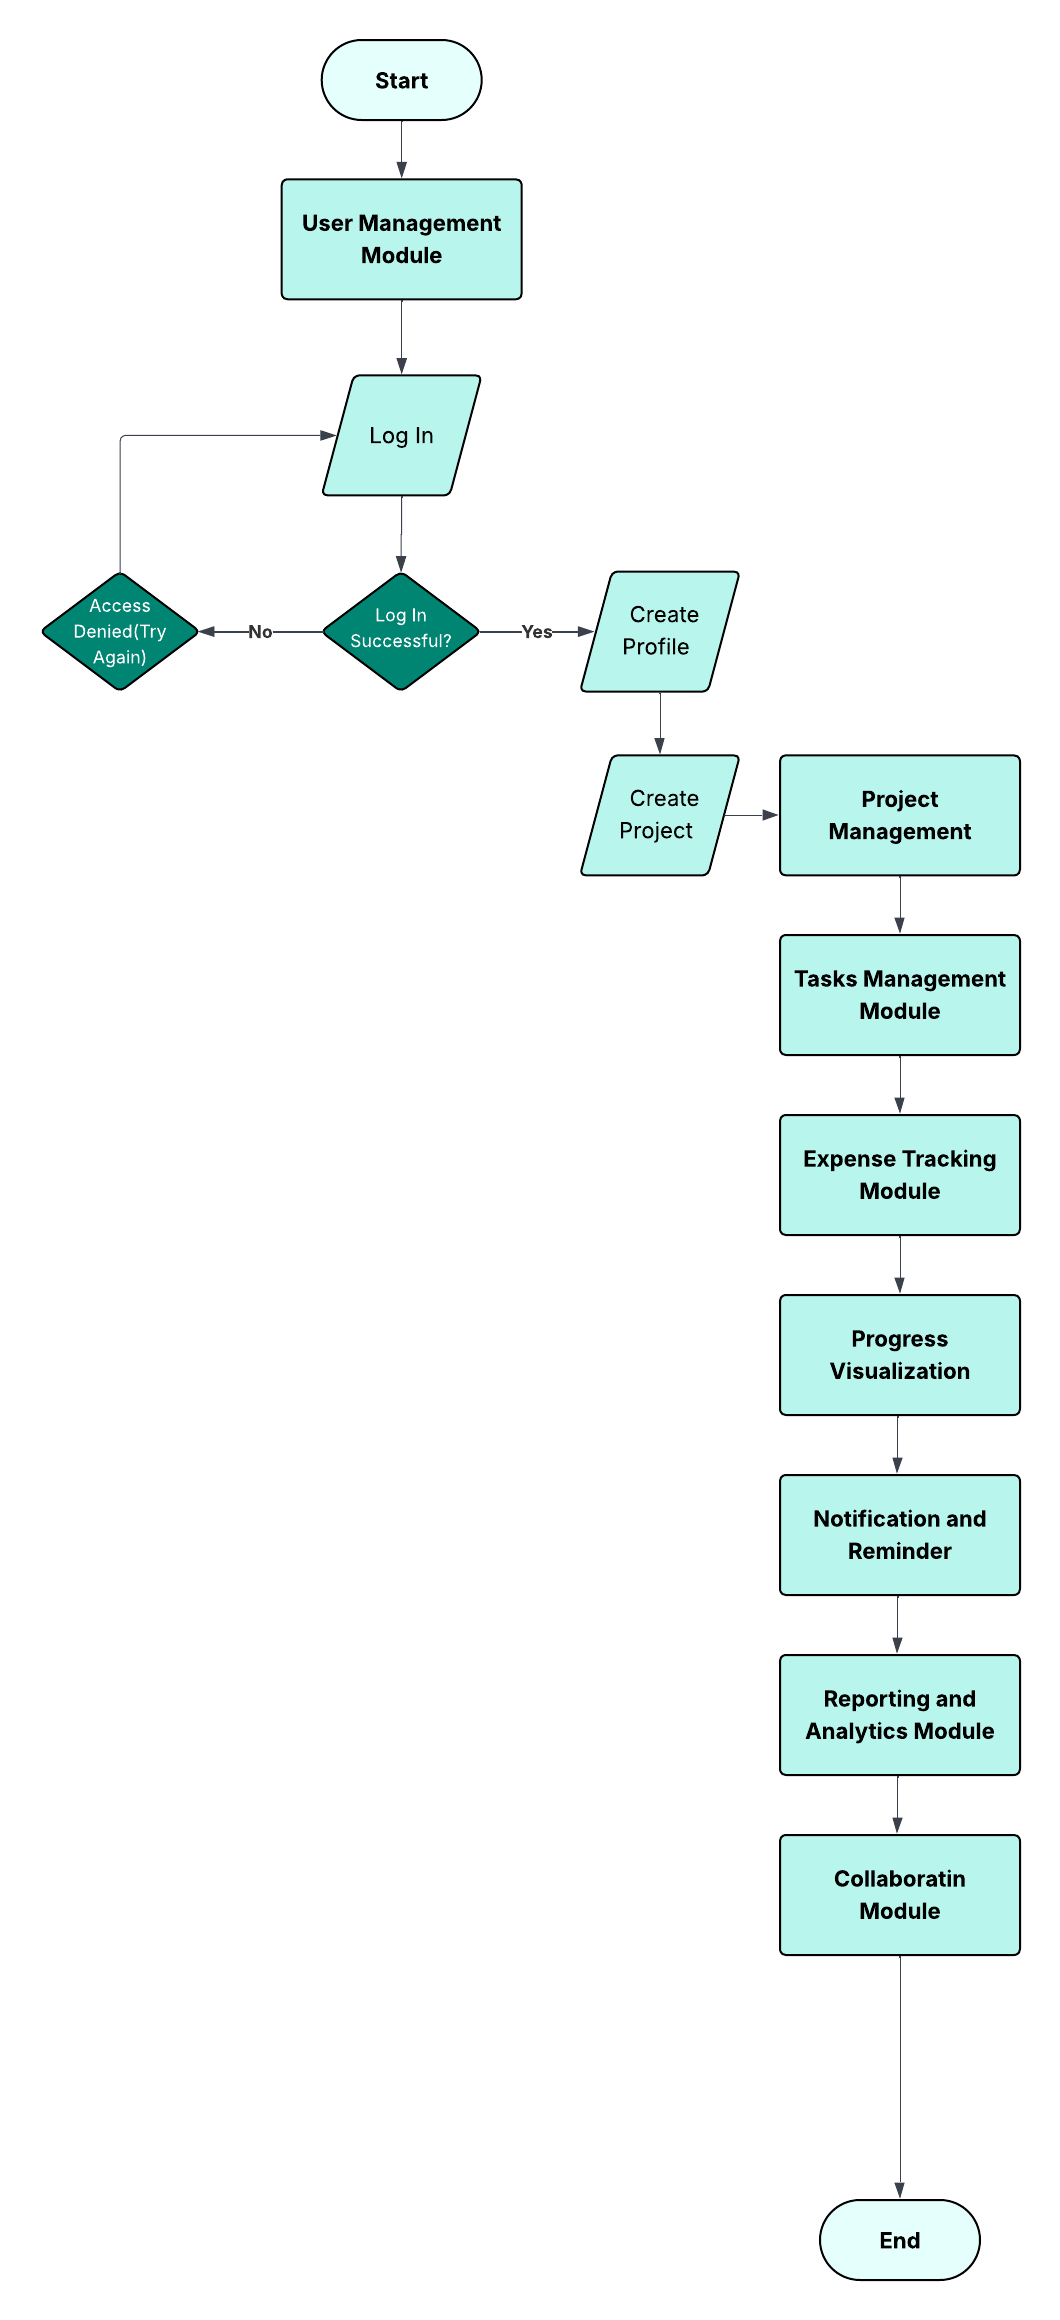 Start
User Management
Module
Log In
Access
Denied(Try
Again)
No
Log In
Successful?
Yes
Create
Profile
Create
Project
Project
Management
Tasks Management
Module
Expense Tracking
Module
Progress
Visualization
Notification and
Reminder
Reporting and
Analytics Module
Collaboratin
Module
End